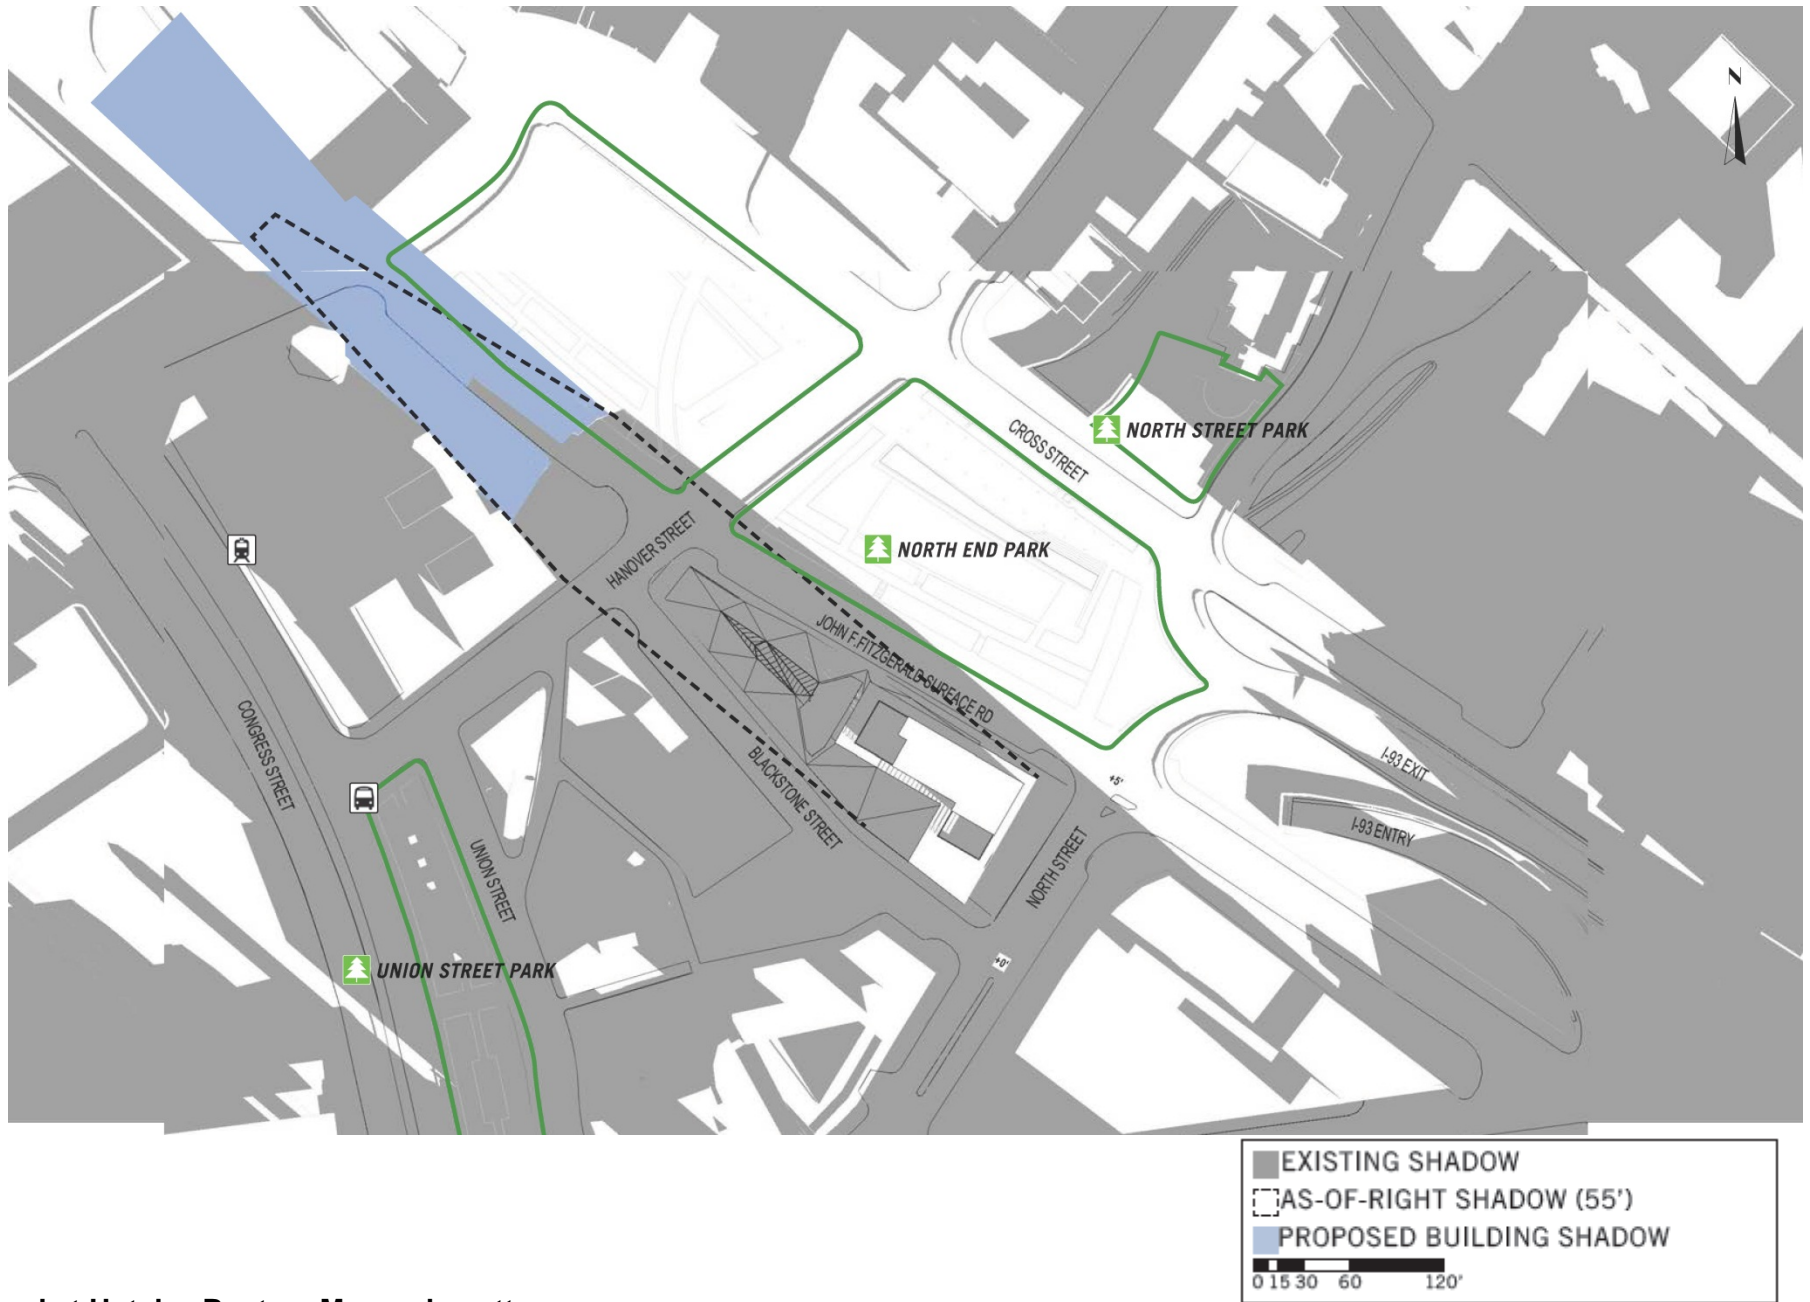 N
NORTH STREET PARK
CROSS STREET
NORTH END PARK
HANOVER STREET
JOHN F.FITZGERALD SURFACE RD
CONGRESS STREET
BLACKSTONE STREET
I-93 EXIT
+5'
I-93 ENTRY
UNION STREET
NORTH STREET
+0'
UNION STREET PARK
EXISTING SHADOW
AS-OF-RIGHT SHADOW (55')
PROPOSED BUILDING SHADOW
0 15 30 60 120'